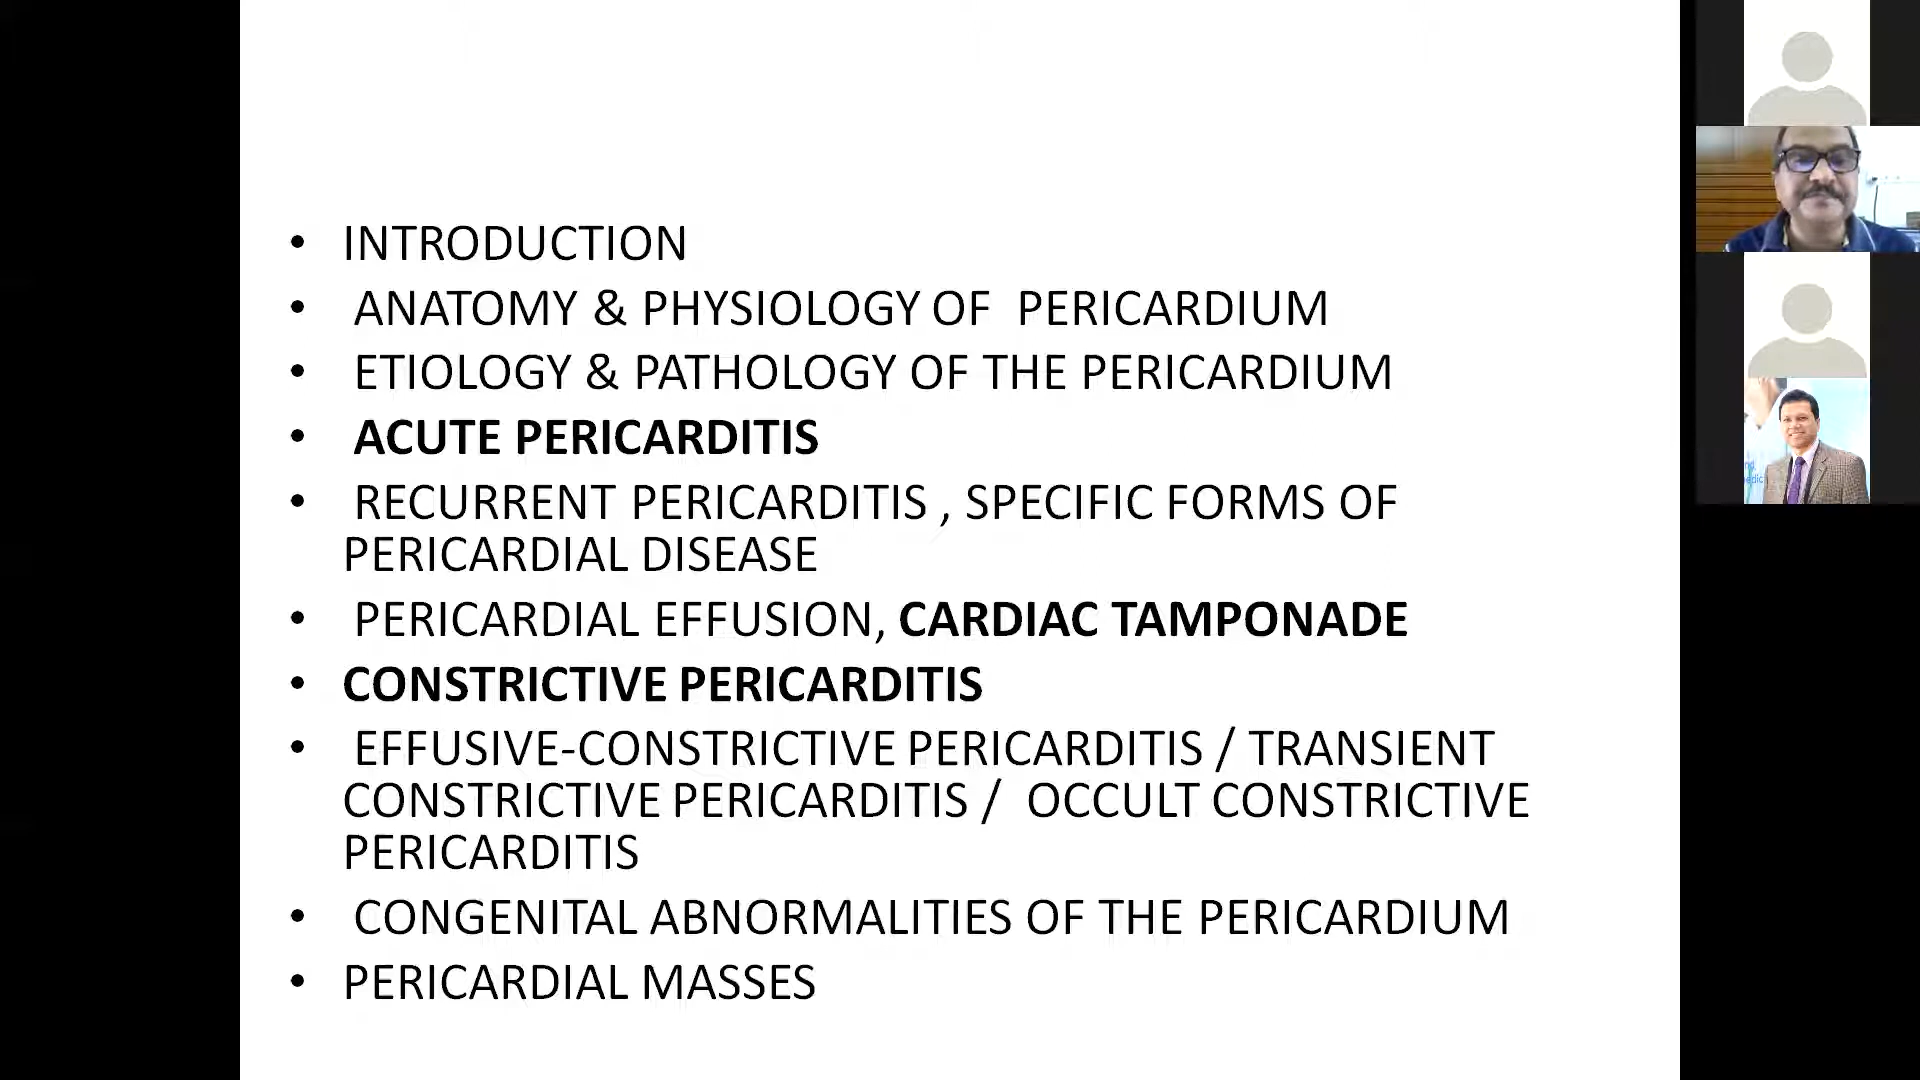 • INTRODUCTION
• ANATOMY & PHYSIOLOGY OF PERICARDIUM
• ETIOLOGY & PATHOLOGY OF THE PERICARDIUM
• ACUTE PERICARDITIS
• RECURRENT PERICARDITIS , SPECIFIC FORMS OF
PERICARDIAL DISEASE
• PERICARDIAL EFFUSION, CARDIAC TAMPONADE
• CONSTRICTIVE PERICARDITIS
• EFFUSIVE-CONSTRICTIVE PERICARDITIS / TRANSIENT
CONSTRICTIVE PERICARDITIS / OCCULT CONSTRICTIVE
PERICARDITIS
• CONGENITAL ABNORMALITIES OF THE PERICARDIUM
• PERICARDIAL MASSES